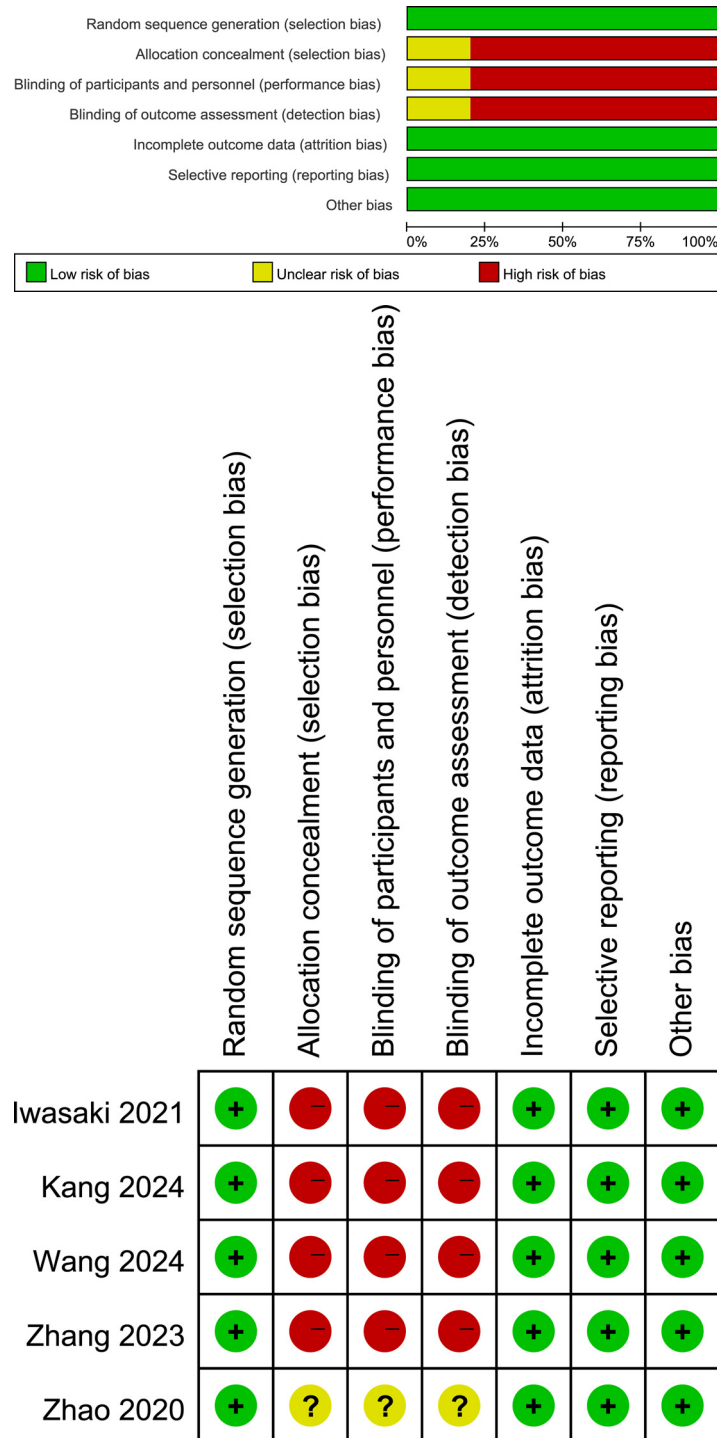 Random sequence generation (selection bias)
Allocation concealment (selection bias)
Blinding of participants and personnel (performance bias)
Blinding of outcome assessment (detection bias)
Incomplete outcome data (attrition bias)
Selective reporting (reporting bias)
Other bias
0% 25% 50% 75% 100%
Low risk of bias Unclear risk of bias High risk of bias
Random sequence generation (selection bias)
Allocation concealment (selection bias)
Blinding of participants and personnel (performance bias)
Blinding of outcome assessment (detection bias)
Incomplete outcome data (attrition bias)
Selective reporting (reporting bias)
Other bias
Iwasaki 2021 + – – – + + +
Kang 2024 + – – – + + +
Wang 2024 + – – – + + +
Zhang 2023 + – – – + + +
Zhao 2020 + ? ? ? + + +